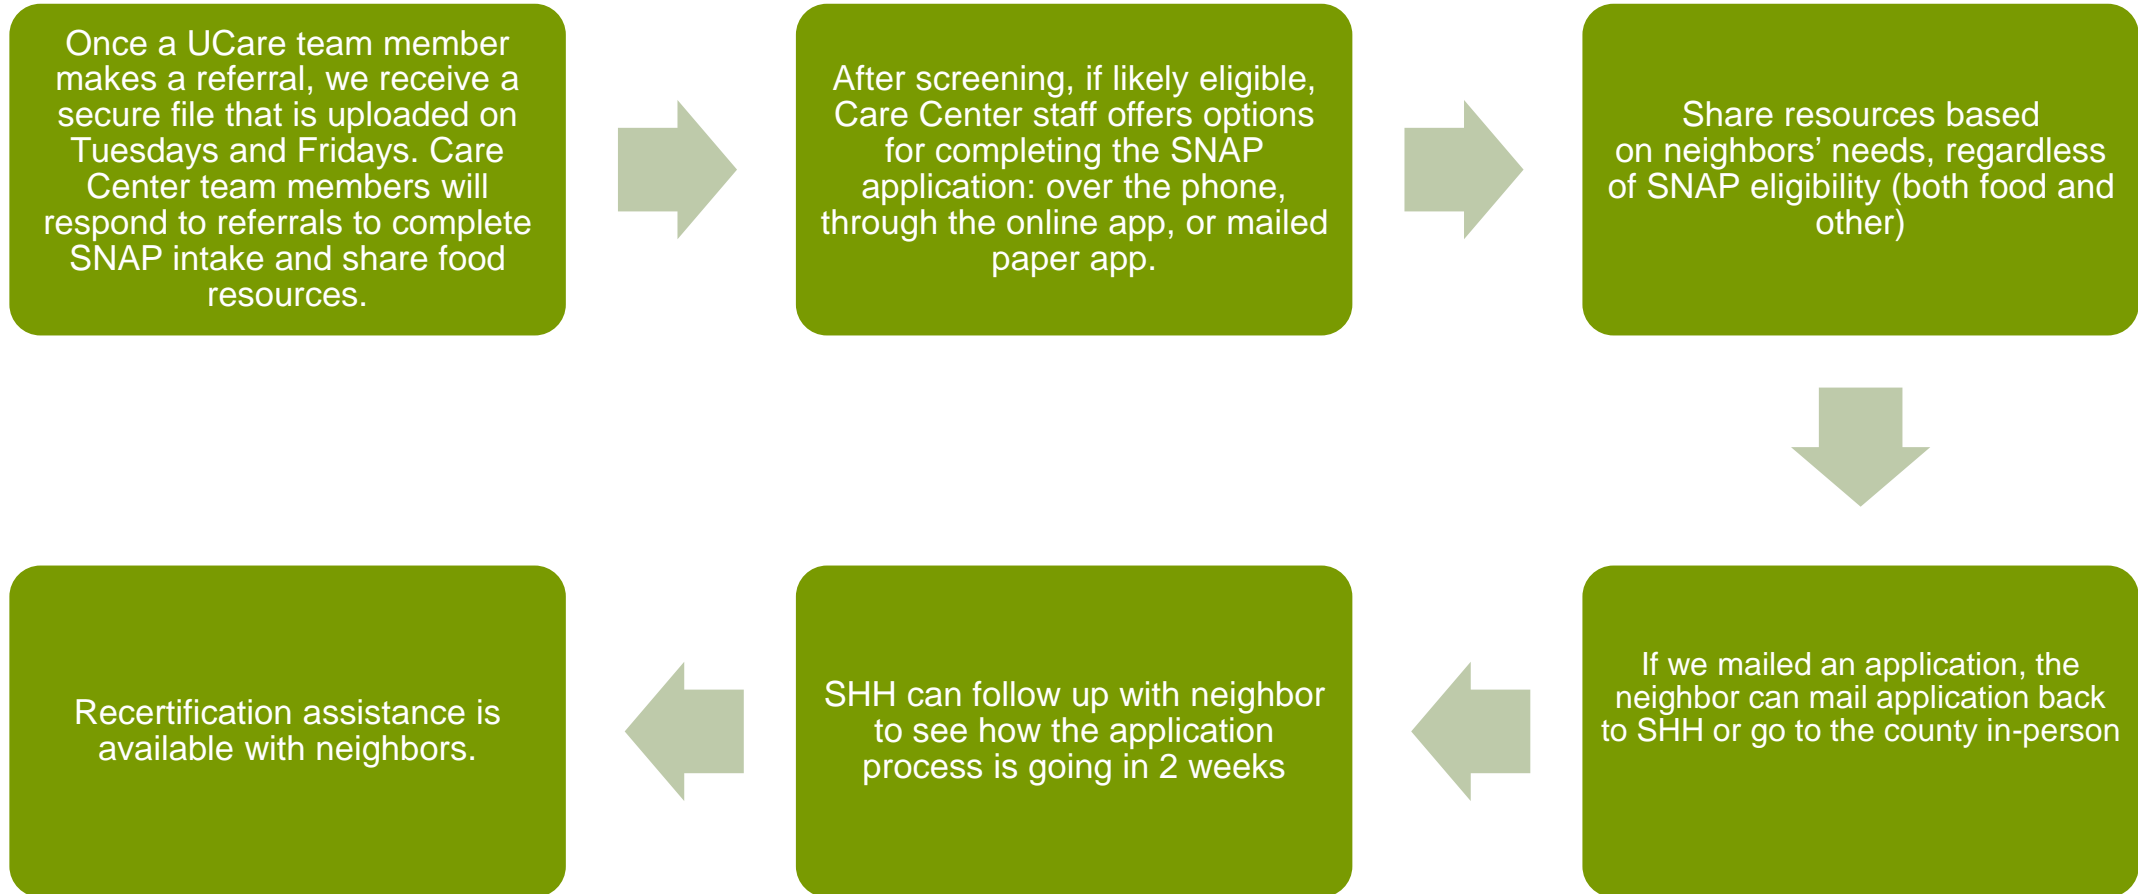 Once a UCare team member
makes a referral, we receive a
secure file that is uploaded on
Tuesdays and Fridays. Care
Center team members will
respond to referrals to complete
SNAP intake and share food
resources.
After screening, if likely eligible,
Care Center staff offers options
for completing the SNAP
application: over the phone,
through the online app, or mailed
paper app.
Share resources based
on neighbors’ needs, regardless
of SNAP eligibility (both food and
other)
If we mailed an application, the
neighbor can mail application back
to SHH or go to the county in-person
SHH can follow up with neighbor
to see how the application
process is going in 2 weeks
Recertification assistance is
available with neighbors.